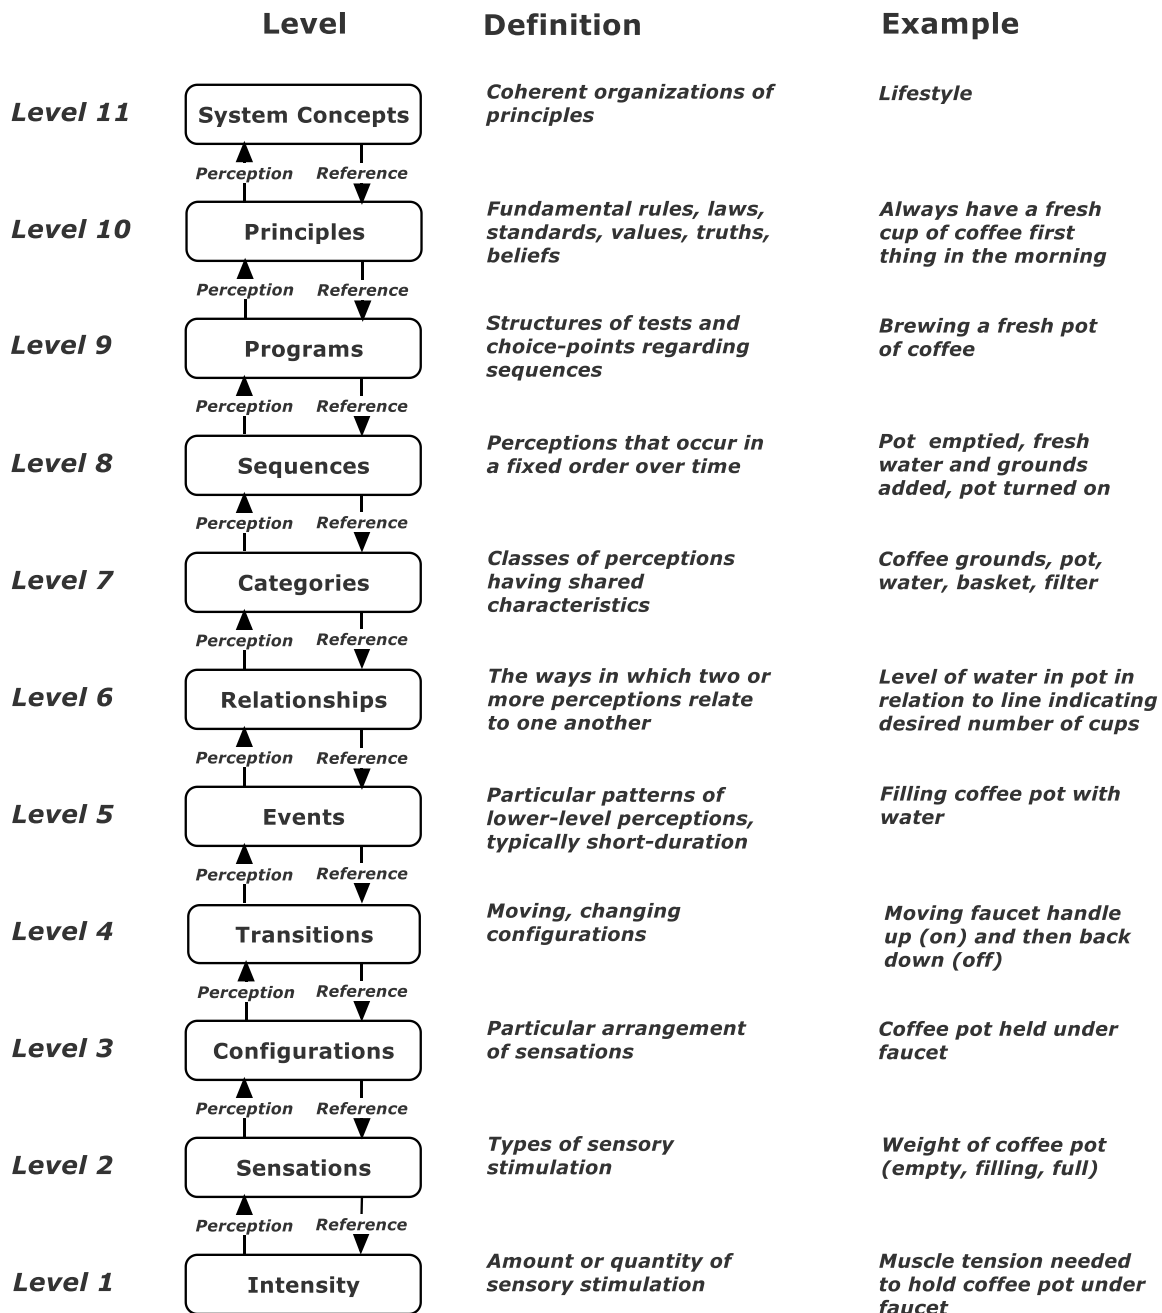 Level Definition Example
Level 11 System Concepts Coherent organizations of Lifestyle
principles
Perception Reference
Level 10 Principles Fundamental rules, laws, Always have a fresh
standards, values, truths, cup of coffee first
beliefs thing in the morning
Perception Reference
Level 9 Programs Structures of tests and Brewing a fresh pot
choice-points regarding of coffee
sequences
Perception Reference
Level 8 Sequences Perceptions that occur in Pot emptied, fresh
a fixed order over time water and grounds
added, pot turned on
Perception Reference
Level 7 Categories Classes of perceptions Coffee grounds, pot,
having shared water, basket, filter
characteristics
Perception Reference
Level 6 Relationships The ways in which two or Level of water in pot in
more perceptions relate relation to line indicating
to one another desired number of cups
Perception Reference
Level 5 Events Particular patterns of Filling coffee pot with
lower-level perceptions, water
typically short-duration
Perception Reference
Level 4 Transitions Moving, changing Moving faucet handle
configurations up (on) and then back
down (off)
Perception Reference
Level 3 Configurations Particular arrangement Coffee pot held under
of sensations faucet
Perception Reference
Level 2 Sensations Types of sensory Weight of coffee pot
stimulation (empty, filling, full)
Perception Reference
Level 1 Intensity Amount or quantity of Muscle tension needed
sensory stimulation to hold coffee pot under
faucet